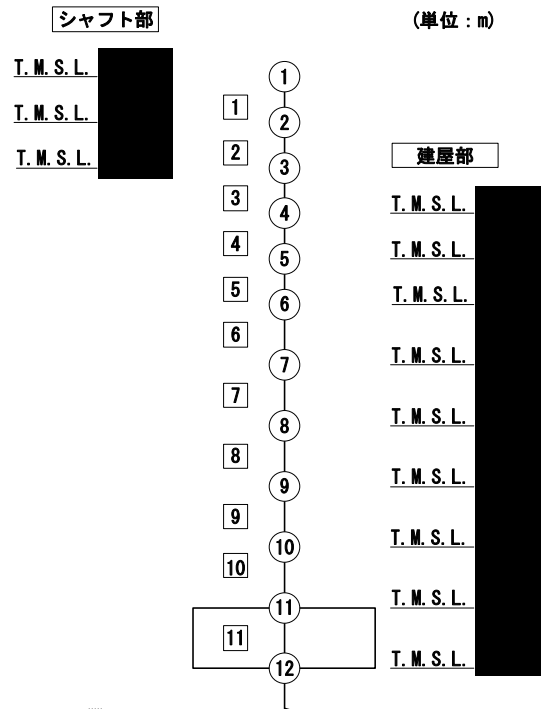 シャフト部
(単位：m)
T. M. S. L.
T. M. S. L.
T. M. S. L.
1
2
3
4
5
6
7
8
9
10
11
12
1
2
3
4
5
6
7
8
9
10
11
建屋部
T. M. S. L.
T. M. S. L.
T. M. S. L.
T. M. S. L.
T. M. S. L.
T. M. S. L.
T. M. S. L.
T. M. S. L.
T. M. S. L.